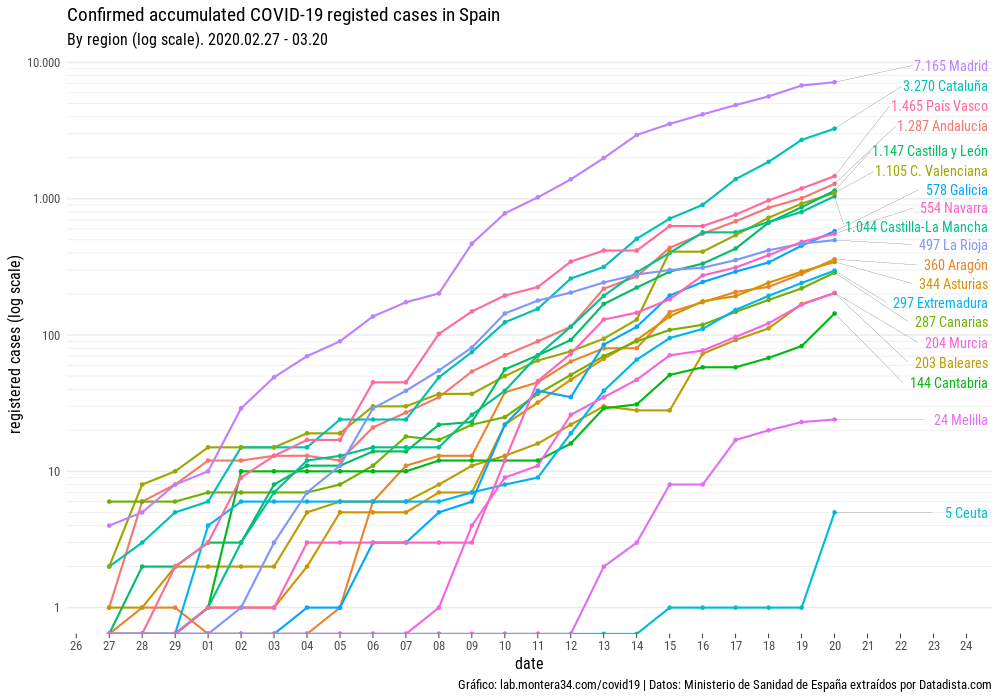 Confirmed accumulated COVID-19 registed cases in Spain
By region (log scale). 2020.02.27 - 03.20
10.000
1.000
100
10
1
registered cases (log scale)
7.165 Madrid
3.270 Cataluña
1.465 País Vasco
1.287 Andalucía
1.147 Castilla y León
1.105 C. Valenciana
578 Galicia
554 Navarra
1.044 Castilla-La Mancha
497 La Rioja
360 Aragón
344 Asturias
297 Extremadura
287 Canarias
204 Murcia
203 Baleares
144 Cantabria
24 Melilla
5 Ceuta
26 27 28 29 01 02 03 04 05 06 07 08 09 10 11 12 13 14 15 16 17 18 19 20 21 22 23 24
date
Gráfico: lab.montera34.com/covid19 | Datos: Ministerio de Sanidad de España extraídos por Datadista.com